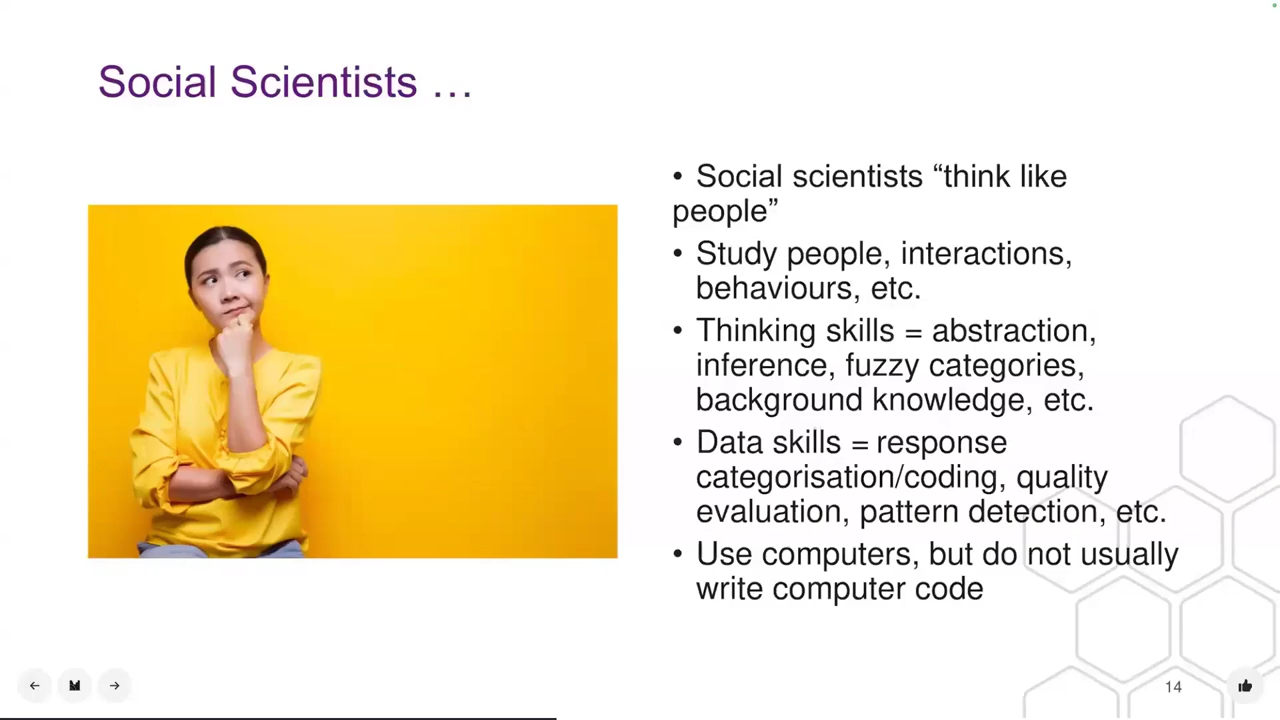 Social Scientists …
• Social scientists “think like
people”
• Study people, interactions,
behaviours, etc.
• Thinking skills = abstraction,
inference, fuzzy categories,
background knowledge, etc.
• Data skills = response
categorisation/coding, quality
evaluation, pattern detection, etc.
• Use computers, but do not usually
write computer code
14